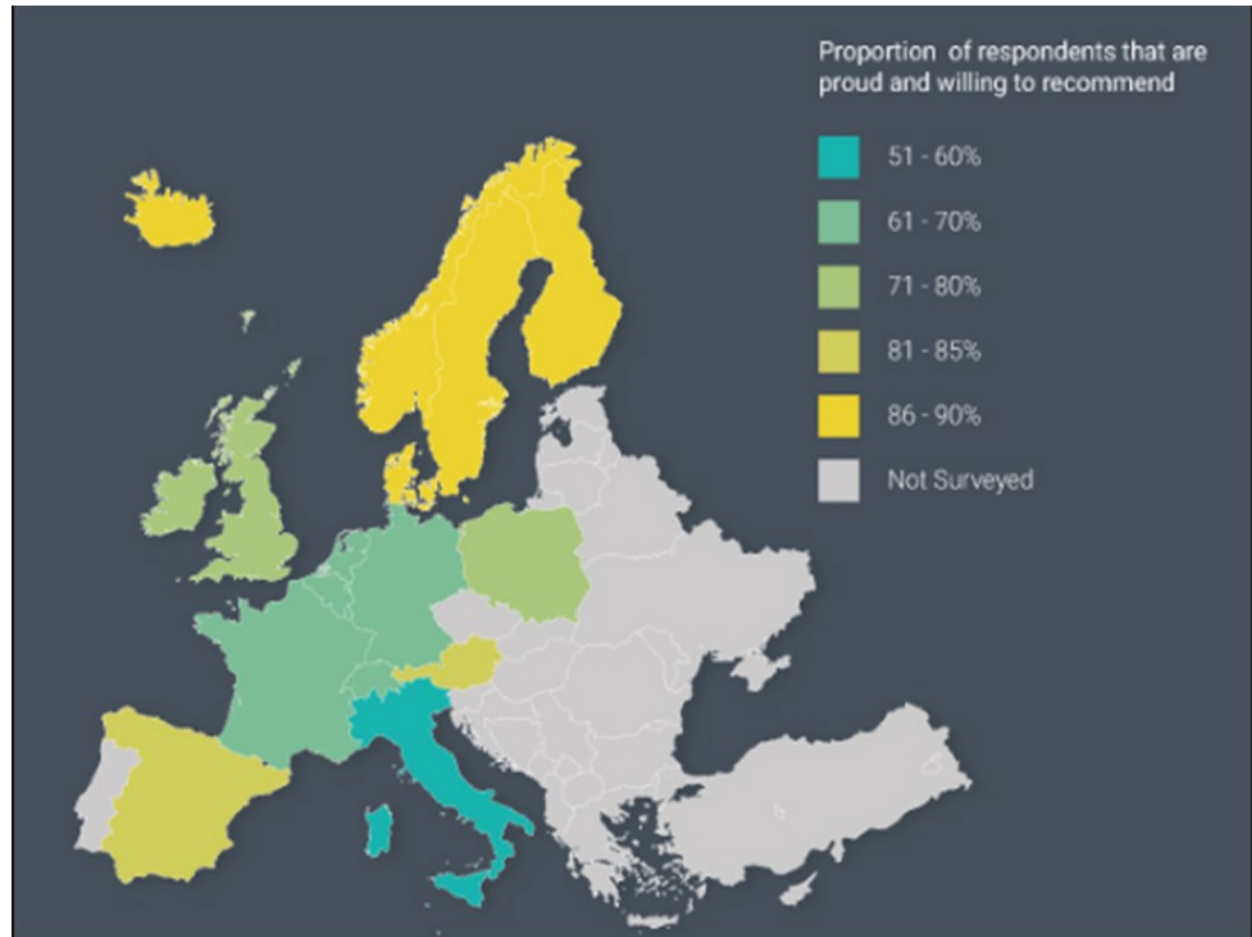 Proportion of respondents that are
proud and willing to recommend
51 - 60%
61 - 70%
71 - 80%
81 - 85%
86 - 90%
Not Surveyed